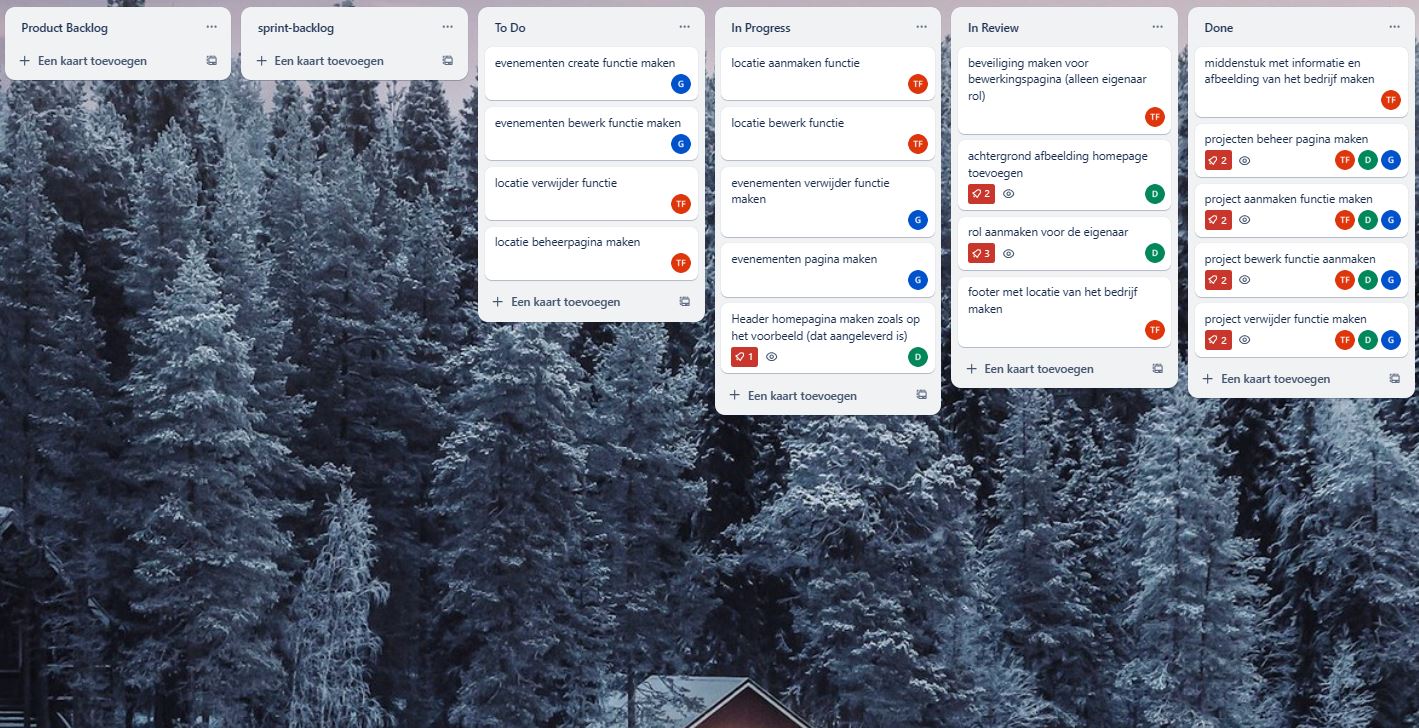 Product Backlog
Een kaart toevoegen
sprint-backlog
Een kaart toevoegen
To Do
evenementen create functie maken
G
evenementen bewerk functie maken
G
locatie verwijder functie
TF
locatie beheerpagina maken
TF
Een kaart toevoegen
In Progress
locatie aanmaken functie
TF
locatie bewerk functie
TF
evenementen verwijder functie
maken
G
evenementen pagina maken
G
Header homepagina maken zoals op
het voorbeeld (dat aangeleverd is)
1 D
Een kaart toevoegen
In Review
beveiliging maken voor
bewerkingspagina (alleen eigenaar
rol)
TF
achtergrond afbeelding homepage
toevoegen
2 D
rol aanmaken voor de eigenaar
3 D
footer met locatie van het bedrijf
maken
TF
Een kaart toevoegen
Done
middenstuk met informatie en
afbeelding van het bedrijf maken
TF
projecten beheer pagina maken
2 TF D G
project aanmaken functie maken
2 TF D G
project bewerk functie aanmaken
2 TF D G
project verwijder functie maken
2 TF D G
Een kaart toevoegen